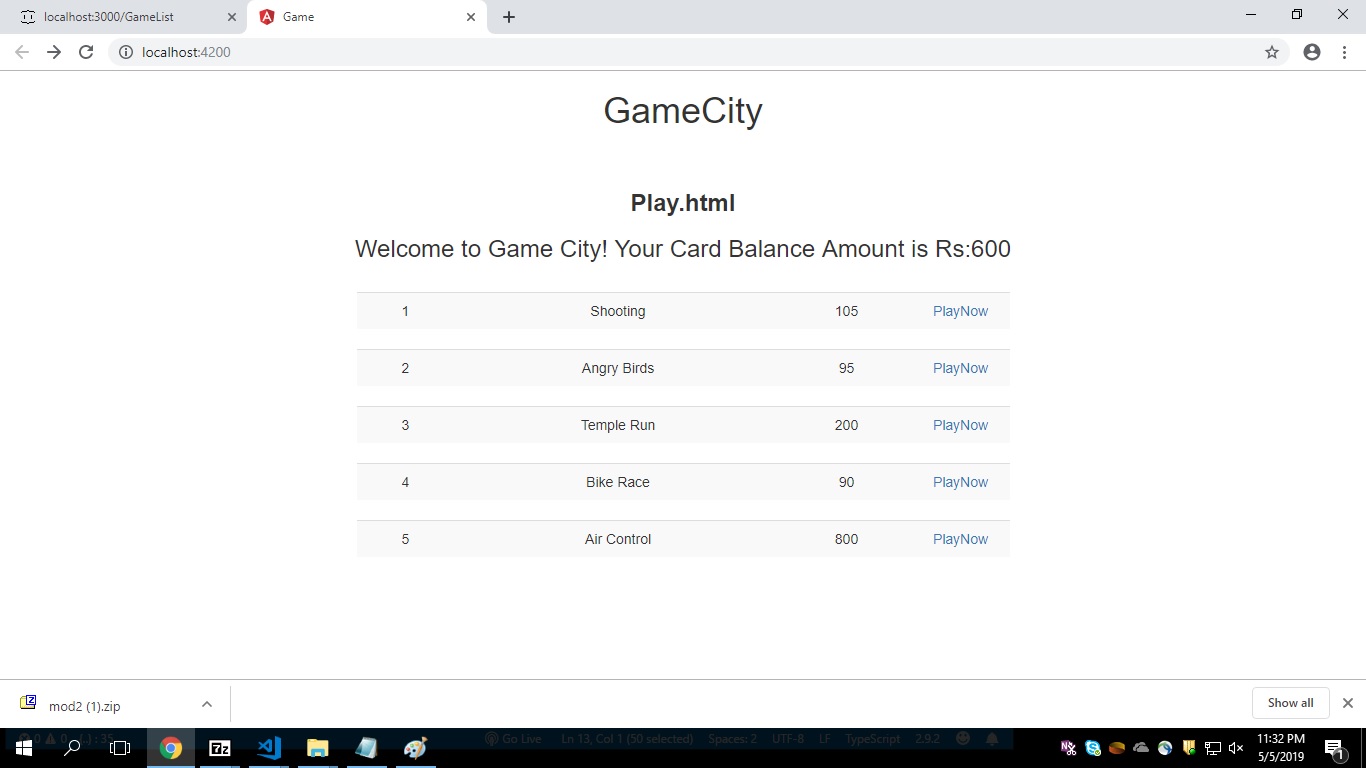 localhost:3000/GameList
Game
localhost:4200
GameCity
Play.html
Welcome to Game City! Your Card Balance Amount is Rs:600
1 Shooting 105 PlayNow
2 Angry Birds 95 PlayNow
3 Temple Run 200 PlayNow
4 Bike Race 90 PlayNow
5 Air Control 800 PlayNow
mod2 (1).zip
Show all
Go Live Ln 13, Col 1 (50 selected) Spaces: 2 UTF-8 LF TypeScript 2.9.2
7z
11:32 PM
5/5/2019
1